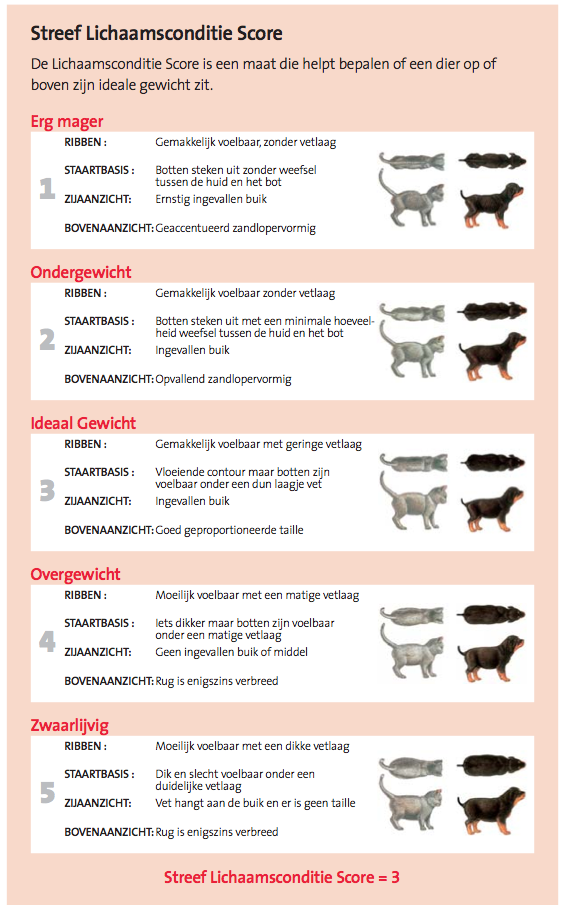 Streef Lichaamsconditie Score
De Lichaamsconditie Score is een maat die helpt bepalen of een dier op of
boven zijn ideale gewicht zit.
Erg mager
1
RIBBEN : Gemakkelijk voelbaar, zonder vetlaag
STAARTBASIS : Botten steken uit zonder weefsel
tussen de huid en het bot
ZIJAANZICHT: Ernstig ingevallen buik
BOVENAANZICHT: Geaccentueerd zandlopervormig
Ondergewicht
2
RIBBEN : Gemakkelijk voelbaar zonder vetlaag
STAARTBASIS : Botten steken uit met een minimale hoeveel-
heid weefsel tussen de huid en het bot
ZIJAANZICHT: Ingevallen buik
BOVENAANZICHT: Opvallend zandlopervormig
Ideaal Gewicht
3
RIBBEN : Gemakkelijk voelbaar met geringe vetlaag
STAARTBASIS : Vloeiende contour maar botten zijn
voelbaar onder een dun laagje vet
ZIJAANZICHT: Ingevallen buik
BOVENAANZICHT: Goed geproportioneerde taille
Overgewicht
4
RIBBEN : Moeilijk voelbaar met een matige vetlaag
STAARTBASIS : Iets dikker maar botten zijn voelbaar
onder een matige vetlaag
ZIJAANZICHT: Geen ingevallen buik of middel
BOVENAANZICHT: Rug is enigszins verbreed
Zwaarlijvig
5
RIBBEN : Moeilijk voelbaar met een dikke vetlaag
STAARTBASIS : Dik en slecht voelbaar onder een
duidelijke vetlaag
ZIJAANZICHT: Vet hangt aan de buik en er is geen taille
BOVENAANZICHT: Rug is enigszins verbreed
Streef Lichaamsconditie Score = 3